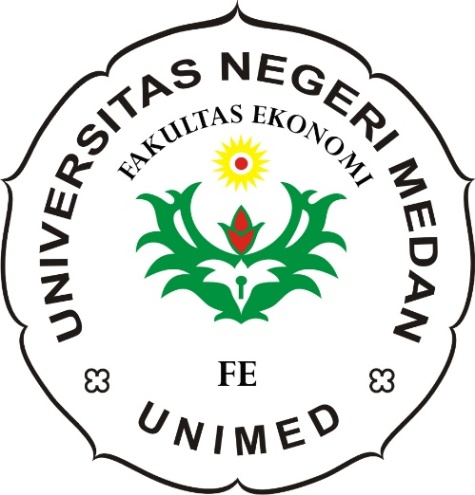 UNIVERSITAS NEGERI MEDAN
FAKULTAS EKONOMI
FE
UNIMED